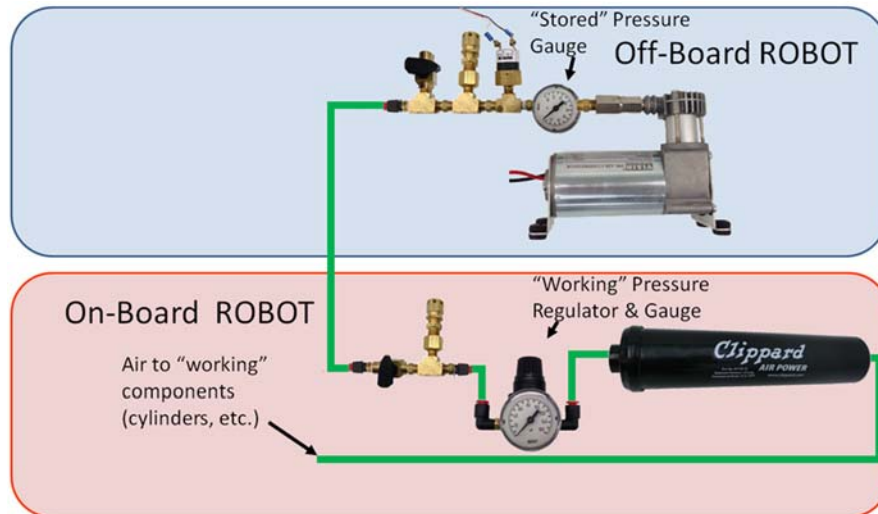 "Stored" Pressure
Gauge
Off-Board ROBOT
On-Board ROBOT
"Working" Pressure
Regulator & Gauge
Air to "working"
components
(cylinders, etc.)
Clippard
AIR POWER